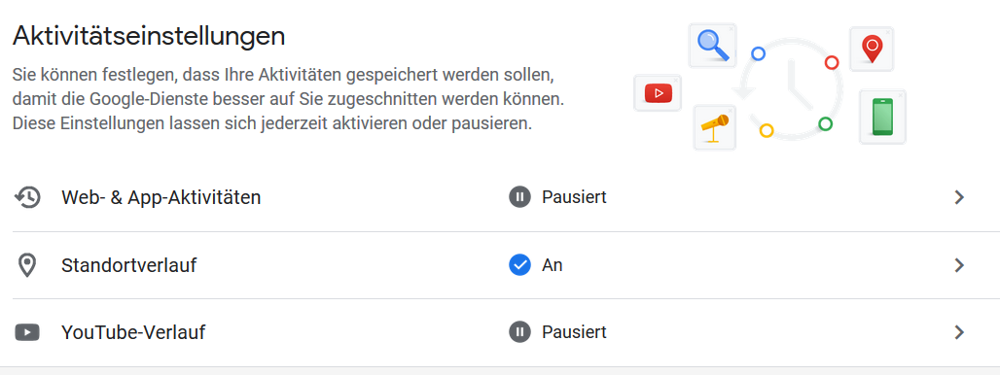 Aktivitätseinstellungen
Sie können festlegen, dass Ihre Aktivitäten gespeichert werden sollen,
damit die Google-Dienste besser auf Sie zugeschnitten werden können.
Diese Einstellungen lassen sich jederzeit aktivieren oder pausieren.
Web- & App-Aktivitäten Pausiert
Standortverlauf An
YouTube-Verlauf Pausiert